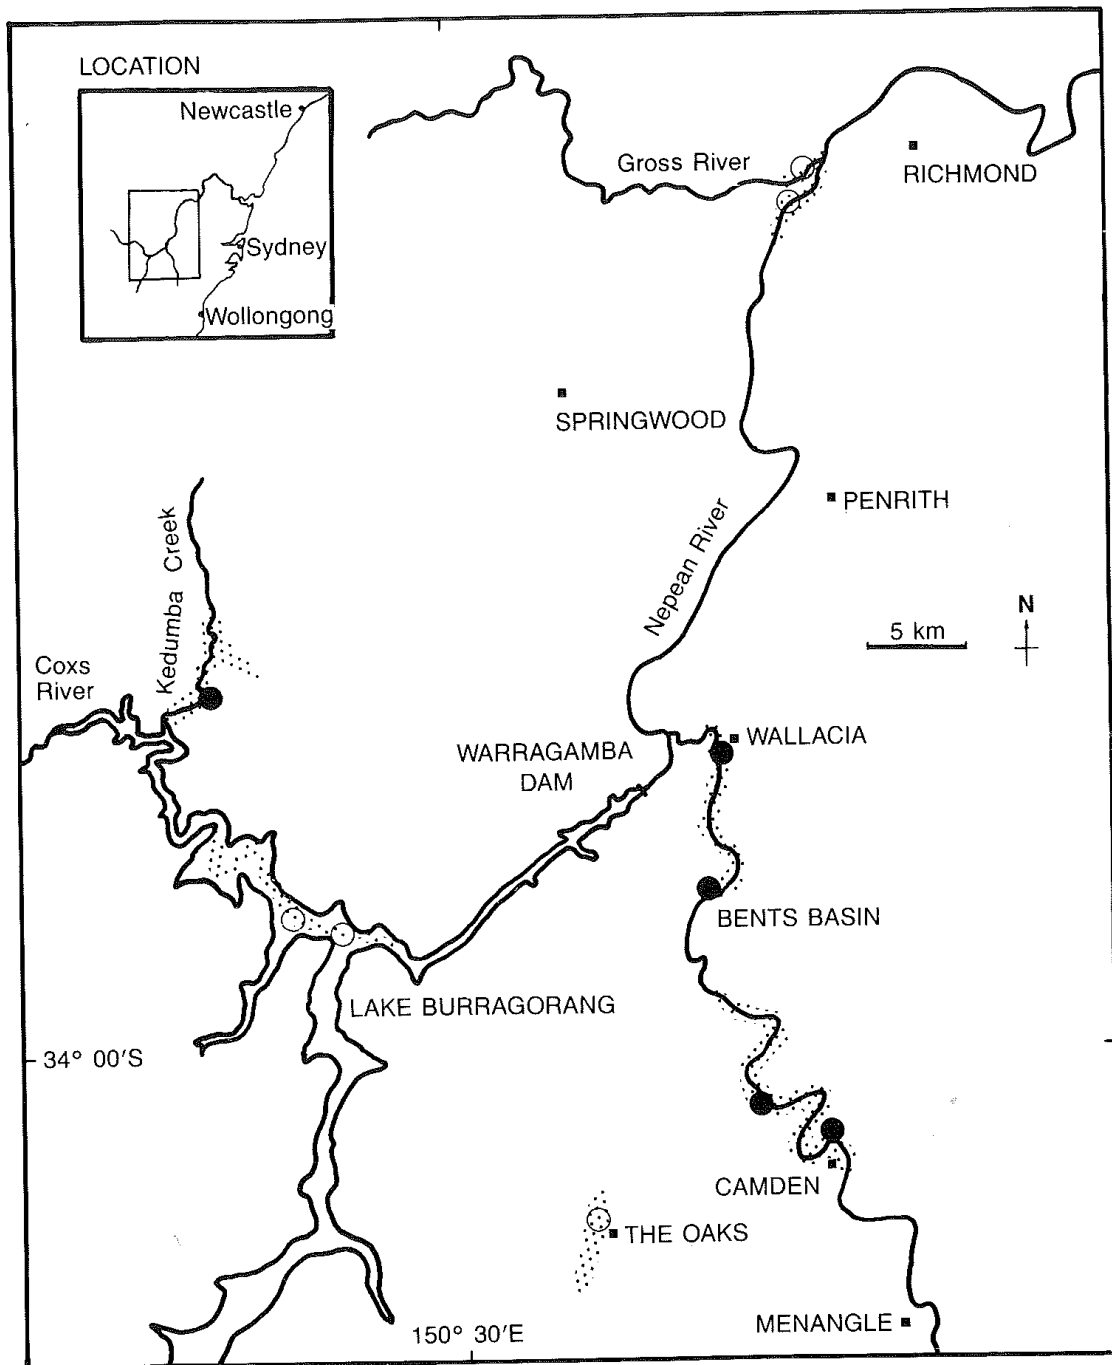 LOCATION
Newcastle
Sydney
Wollongong
Gross River
RICHMOND
SPRINGWOOD
PENRITH
Nepean River
Kedumba Creek
N
5 km
Coxs
River
WARRAGAMBA
DAM
WALLACIA
BENTS BASIN
LAKE BURRAGORANG
34° 00'S
CAMDEN
THE OAKS
150° 30'E
MENANGLE